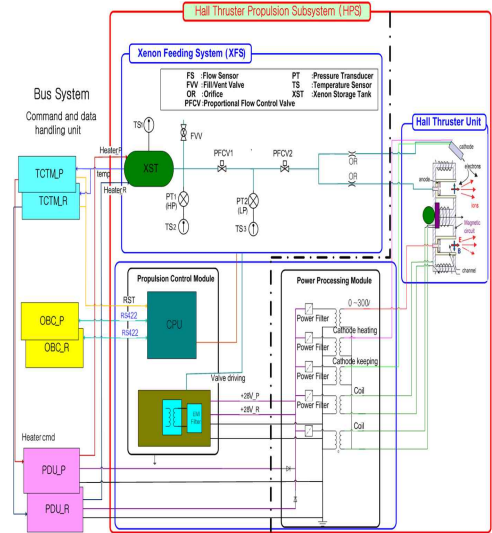 Hall Thruster Propulsion Subsystem (HPS)
Xenon Feeding System (XFS)
FS :Flow Sensor
PT :Pressure Transducer
FVV :Fill/Vent Valve
TS :Temperature Sensor
OR :Orifice
XST :Xenon Storage Tank
PFCV :Proportional Flow Control Valve
Bus System
Command and data
handling unit
Hall Thruster Unit
TS1
FVV
HeaterP
XST
PFCV1
PFCV2
OR
OR
cathode
electrons
TCTM_P
TCTM_R
temp
HeaterR
PT1
(HP)
PT2
(LP)
TS2
TS3
anode
ions
Magnetic
circuit
E
B
channel
Propulsion Control Module
Power Processing Module
RST
RS422
RS422
CPU
OBC_P
OBC_R
0~300V
Power Filter
Cathode heating
Power Filter
Cathode keeping
Power Filter
Valve driving
+28V_P
+28V_R
EMI
Filter
Coil
Power Filter
Coil
Heater cmd
PDU_P
PDU_R